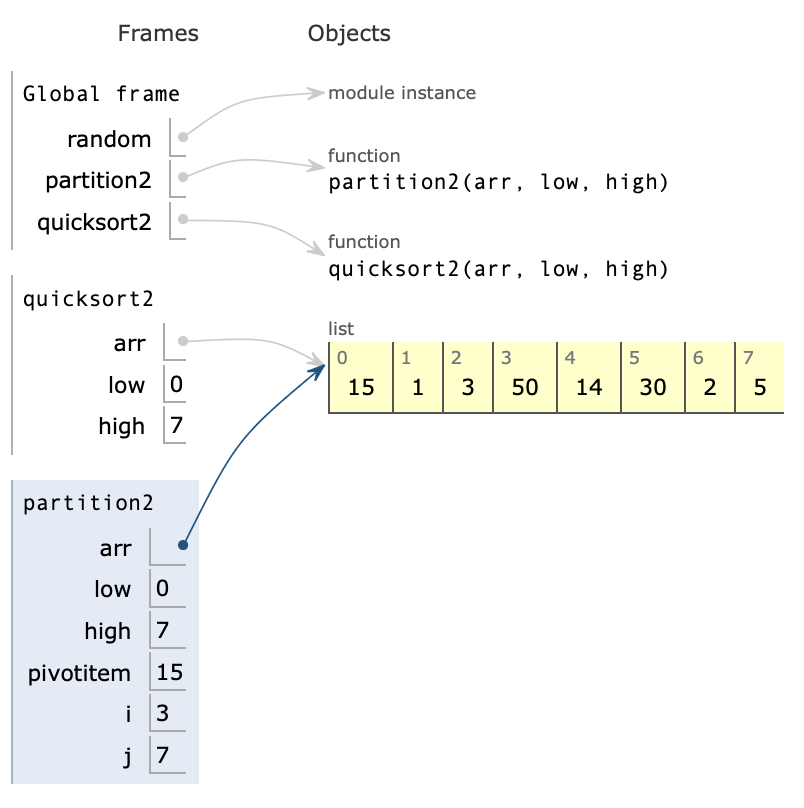 Frames Objects
Global frame
module instance
random
function
partition2
partition2(arr, low, high)
quicksort2
function
quicksort2(arr, low, high)
quicksort2
list
arr
0 1 2 3 4 5 6 7
low 0
15 1 3 50 14 30 2 5
high 7
partition2
arr
low 0
high 7
pivotitem 15
i 3
j 7